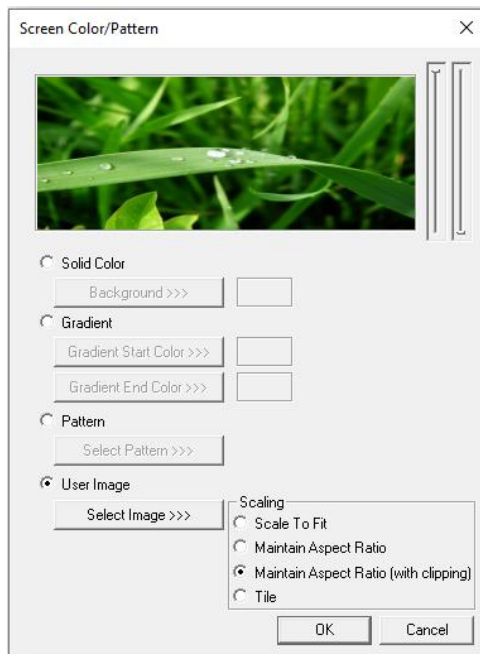 Screen Color/Pattern
Solid Color
Background >>>
Gradient
Gradient Start Color >>>
Gradient End Color >>>
Pattern
Select Pattern >>>
User Image
Select Image >>>
Scaling
Scale To Fit
Maintain Aspect Ratio
Maintain Aspect Ratio (with clipping)
Tile
OK
Cancel